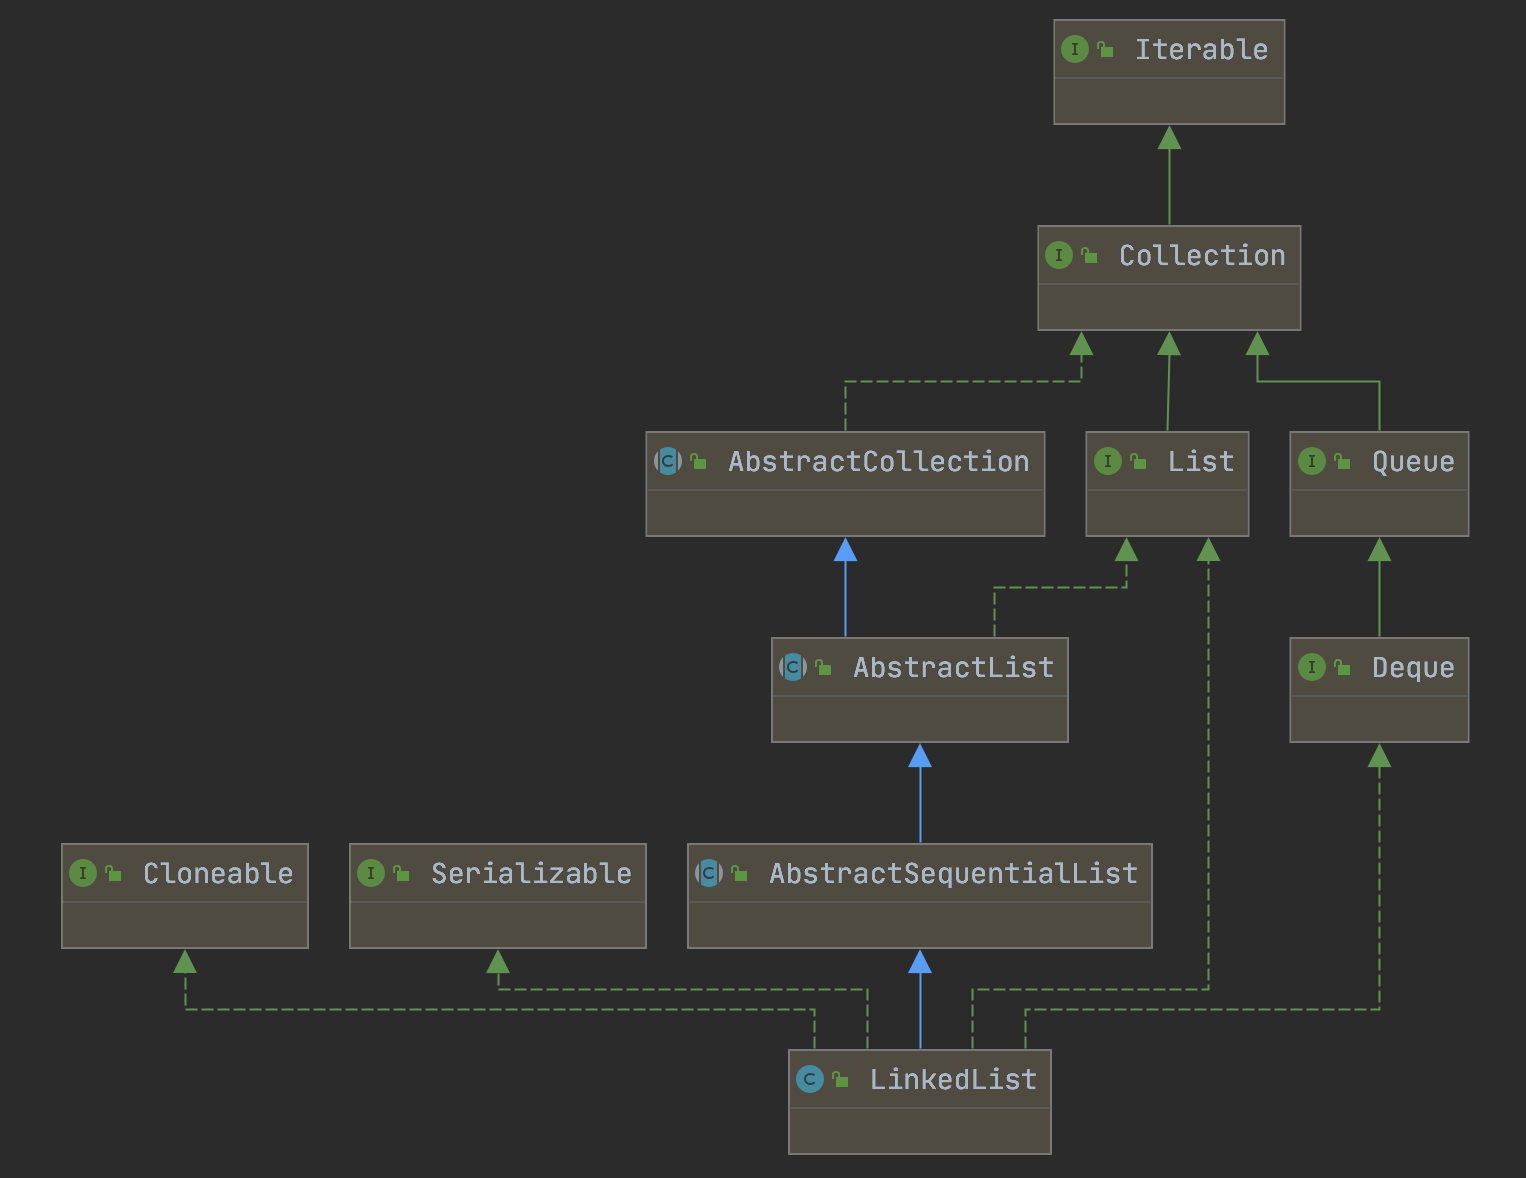 I Iterable
I Collection
C AbstractCollection
I List
I Queue
C AbstractList
I Deque
I Cloneable
I Serializable
C AbstractSequentialList
C LinkedList